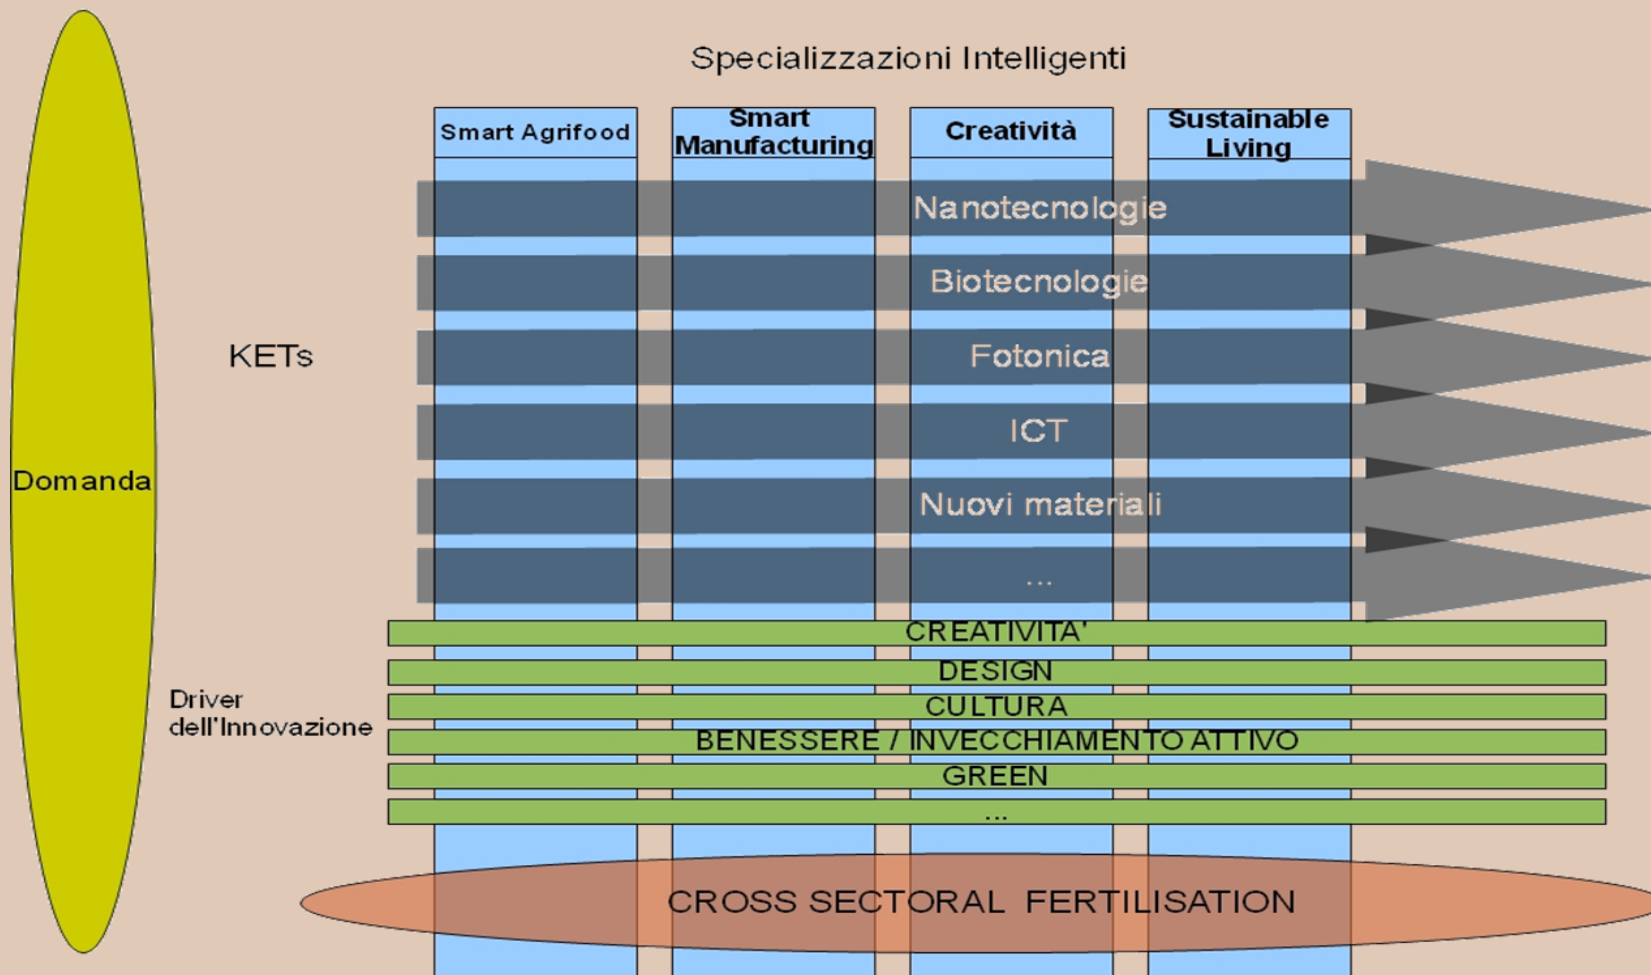 Specializzazioni Intelligenti
Smart Agrifood
Smart
Manufacturing
Creatività
Sustainable
Living
Nanotecnologie
Biotecnologie
KETs
Fotonica
ICT
Domanda
Nuovi materiali
...
CREATIVITA'
DESIGN
Driver
dell'Innovazione
CULTURA
BENESSERE / INVECCHIAMENTO ATTIVO
GREEN
...
CROSS SECTORAL FERTILISATION